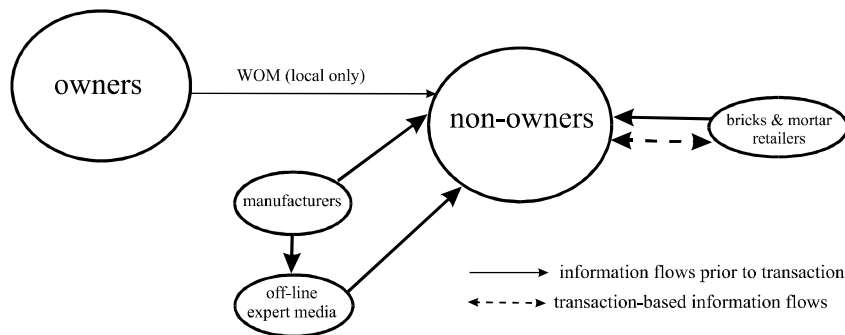 owners
WOM (local only)
non-owners
bricks & mortar
retailers
manufacturers
off-line
expert media
information flows prior to transaction
transaction-based information flows